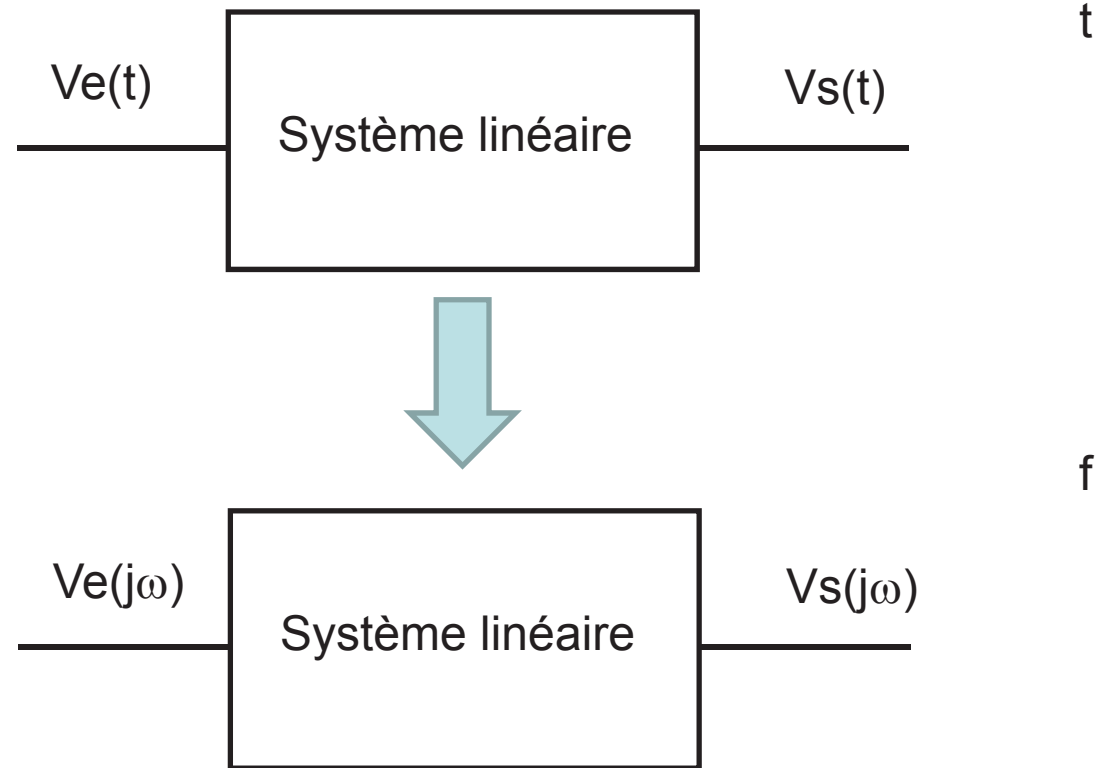 t
Ve(t)
Vs(t)
Système linéaire
f
Ve(jω)
Vs(jω)
Système linéaire